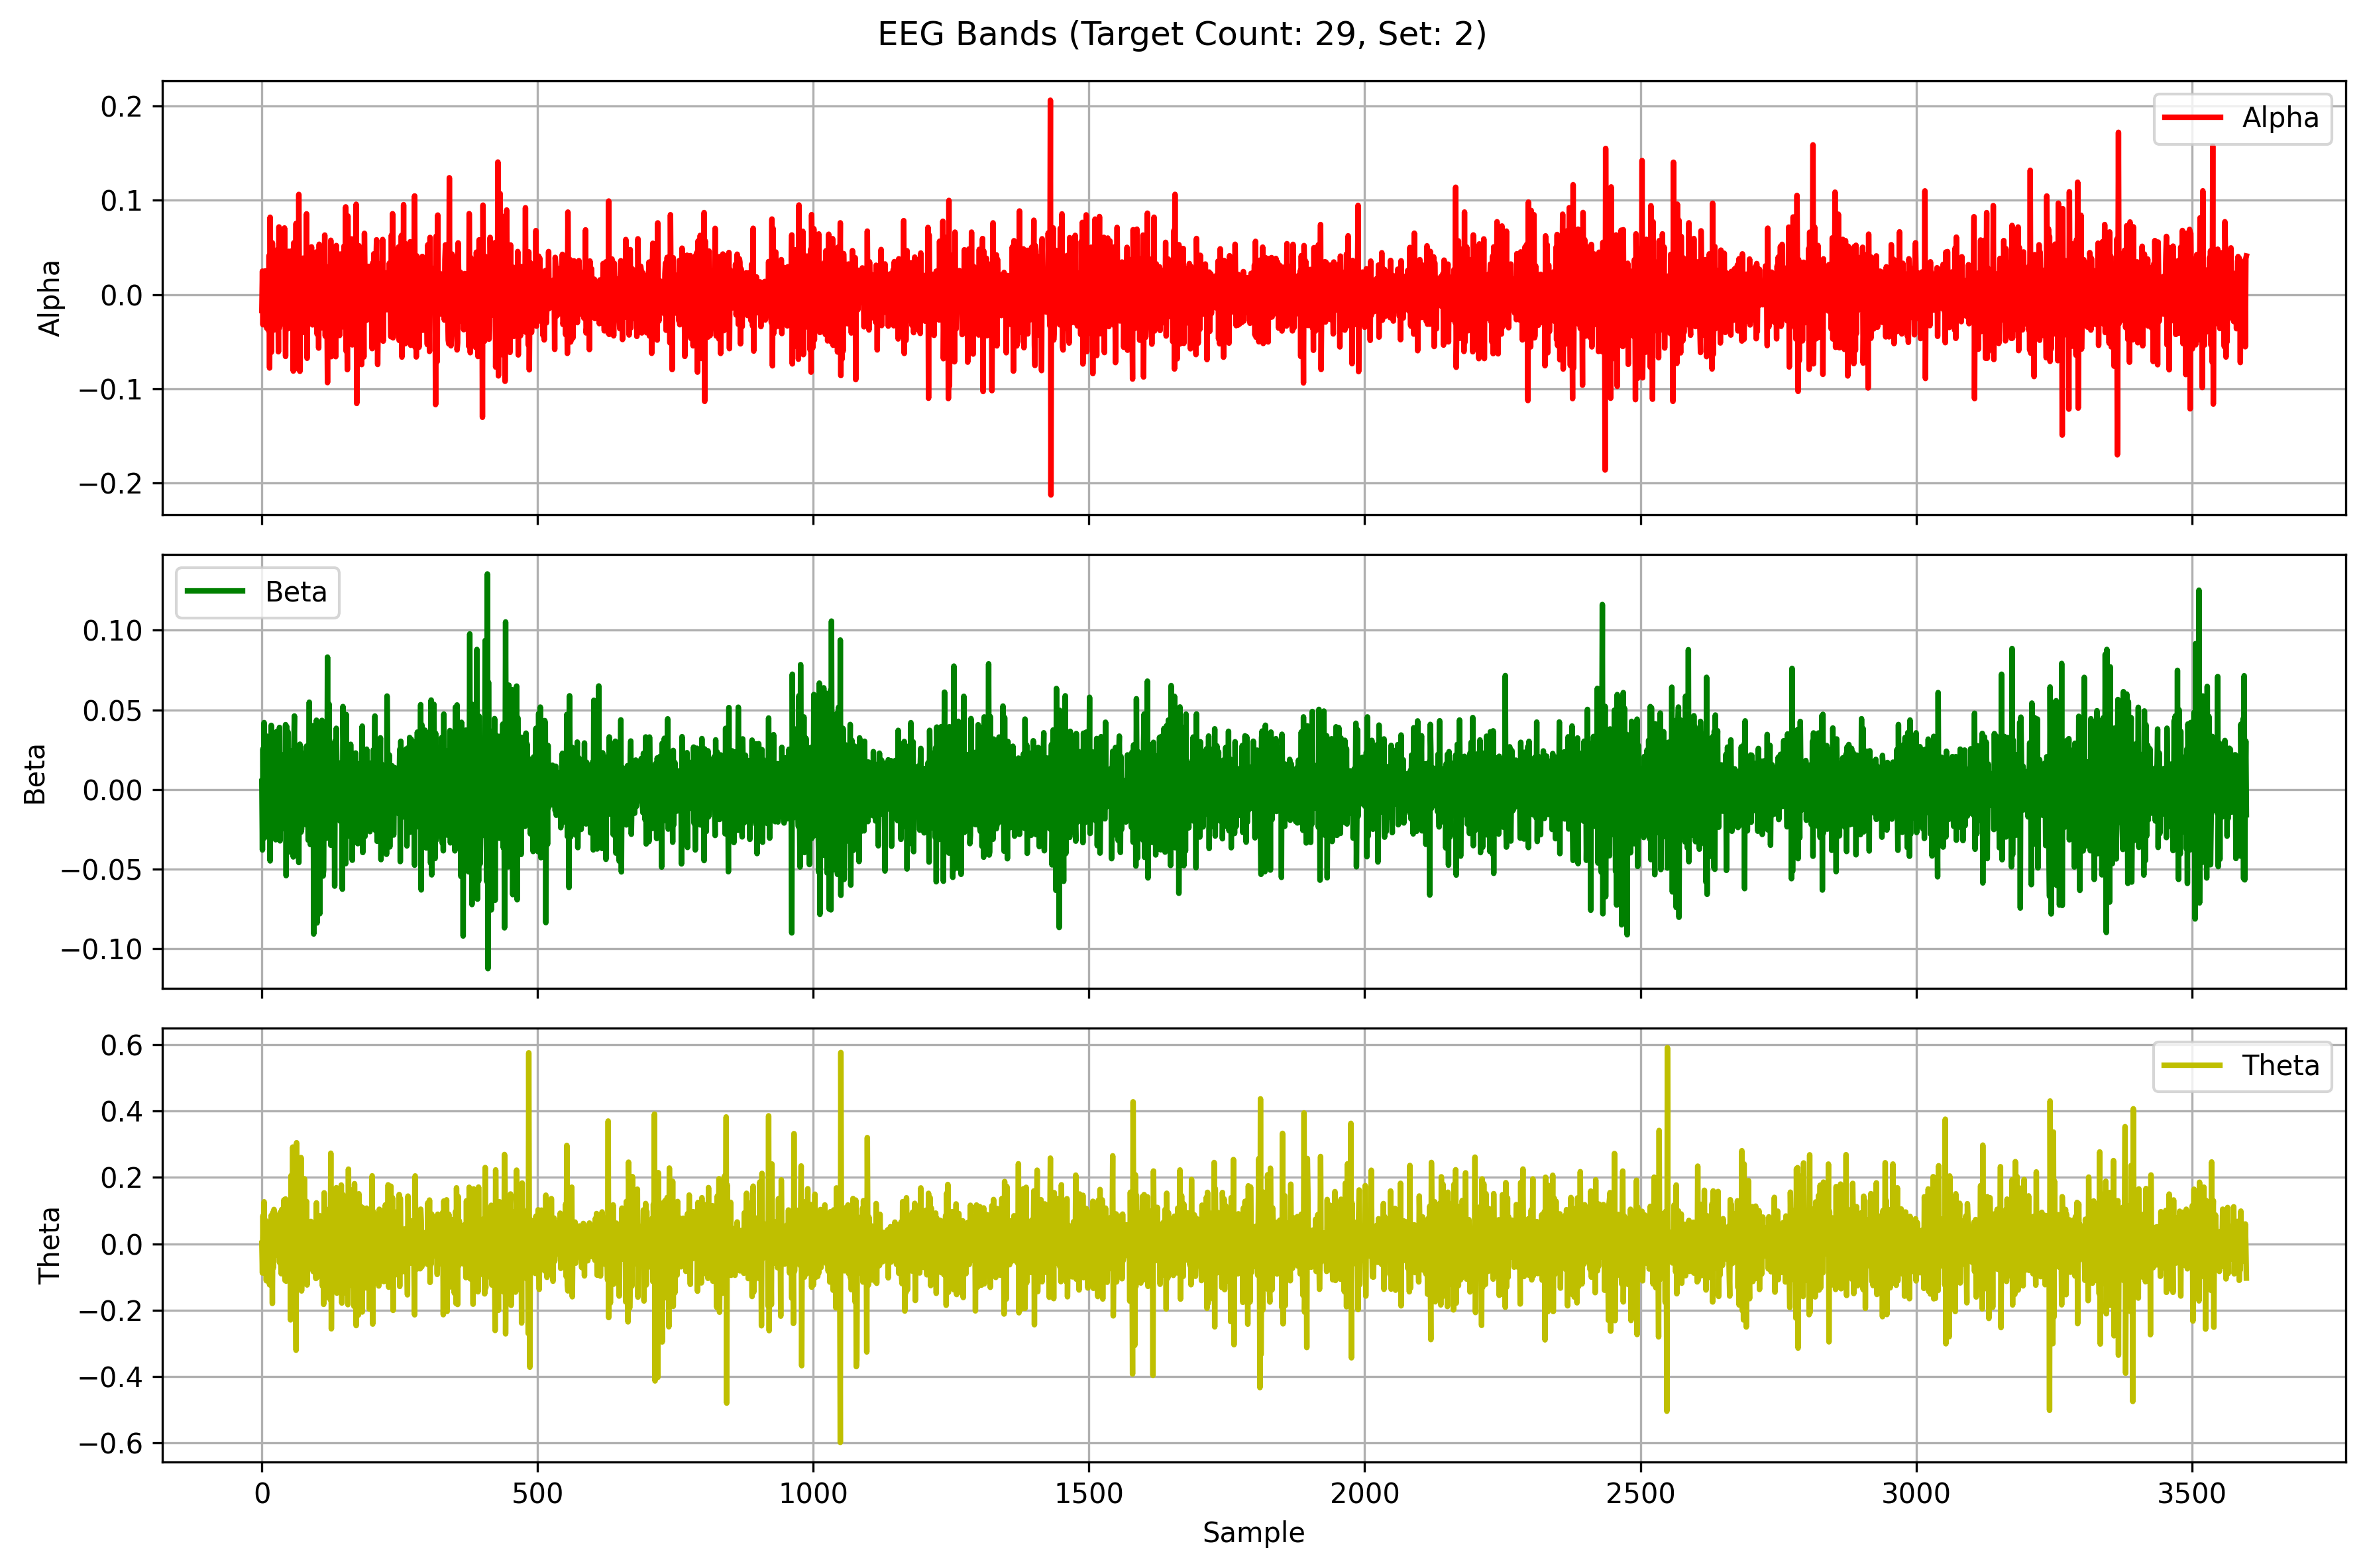 EEG Bands (Target Count: 29, Set: 2)
0.2
0.1
0.0
−0.1
−0.2
Alpha
Alpha
0.10
0.05
0.00
−0.05
−0.10
Beta
Beta
0.6
0.4
0.2
0.0
−0.2
−0.4
−0.6
Theta
Theta
0 500 1000 1500 2000 2500 3000 3500
Sample